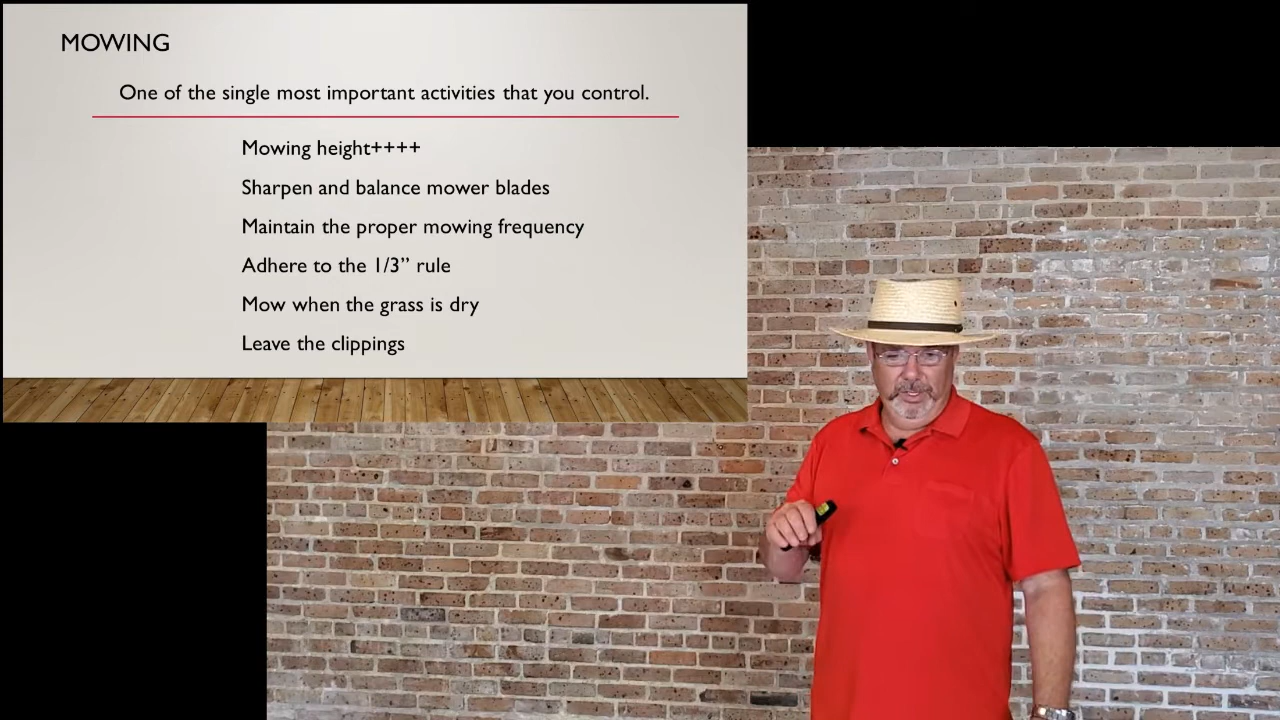 MOWING
One of the single most important activities that you control.
Mowing height++++
Sharpen and balance mower blades
Maintain the proper mowing frequency
Adhere to the 1/3” rule
Mow when the grass is dry
Leave the clippings